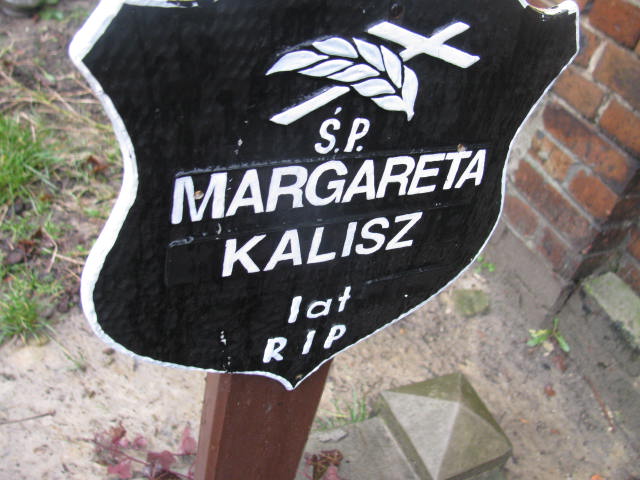 Ś.P.
MARGARETA
KALISZ
lat
RIP